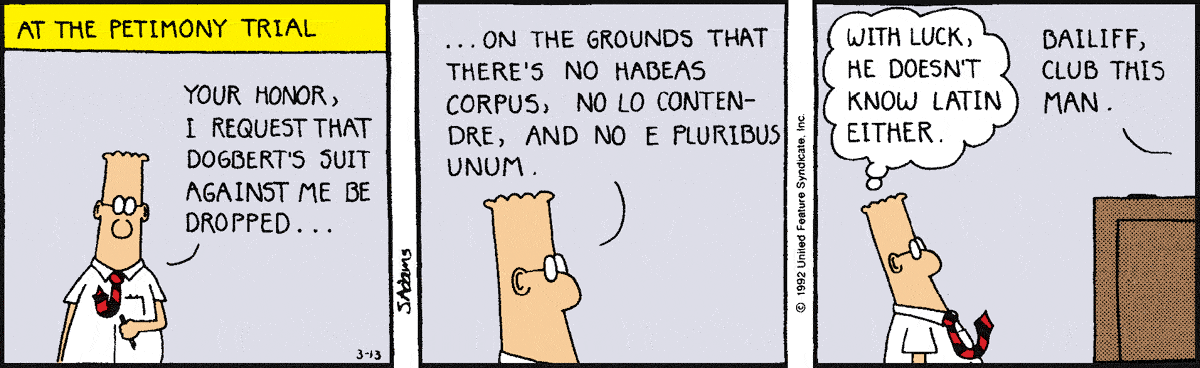 AT THE PETIMONY TRIAL
YOUR HONOR,
I REQUEST THAT
DOGBERT'S SUIT
AGAINST ME BE
DROPPED...
3-13
S.Adams
...ON THE GROUNDS THAT
THERE'S NO HABEAS
CORPUS, NO LO CONTEN-
DRE, AND NO E PLURIBUS
UNUM.
© 1992 United Feature Syndicate, Inc.
WITH LUCK,
HE DOESN'T
KNOW LATIN
EITHER.
BAILIFF,
CLUB THIS
MAN.